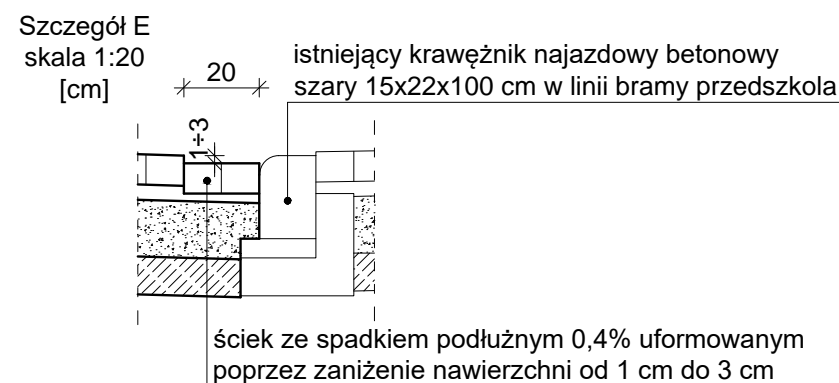 Szczegół E
skala 1:20
[cm]
20
istniejący krawężnik najazdowy betonowy
szary 15x22x100 cm w linii bramy przedszkola
1÷3
ściek ze spadkiem podłużnym 0,4% uformowanym
poprzez zaniżenie nawierzchni od 1 cm do 3 cm